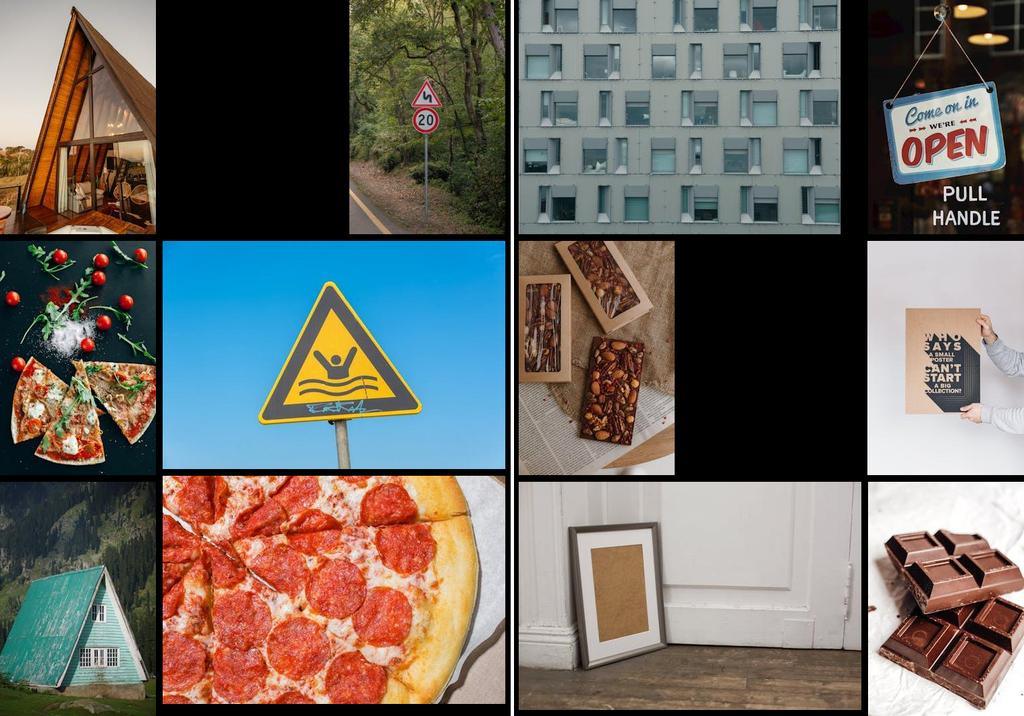 20
Come on in
WE'RE
OPEN
PULL
HANDLE
WHO
SAYS
A SMALL
POSTER
CAN'T
START
A BIG
COLLECTION?